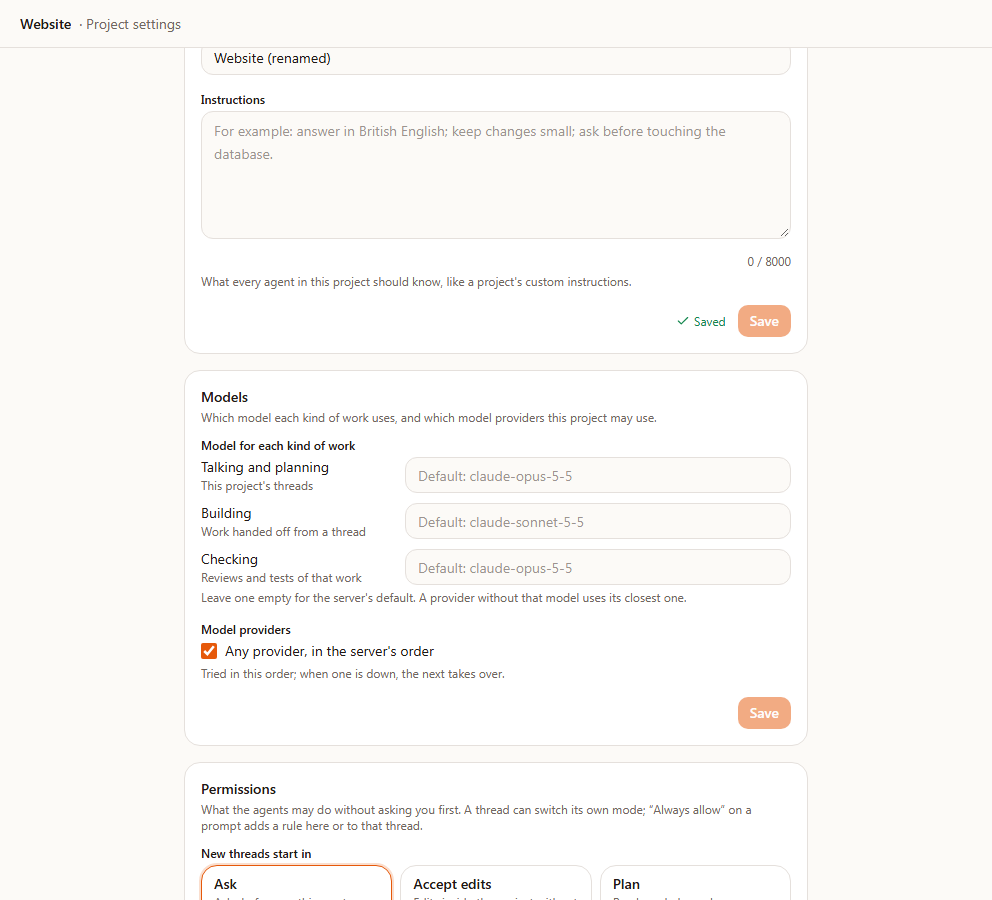 Website · Project settings
Website (renamed)
Instructions
For example: answer in British English; keep changes small; ask before touching the
database.
0 / 8000
What every agent in this project should know, like a project's custom instructions.
Saved
Save
Models
Which model each kind of work uses, and which model providers this project may use.
Model for each kind of work
Talking and planning
This project's threads
Default: claude-opus-5-5
Building
Work handed off from a thread
Default: claude-sonnet-5-5
Checking
Reviews and tests of that work
Default: claude-opus-5-5
Leave one empty for the server's default. A provider without that model uses its closest one.
Model providers
Any provider, in the server's order
Tried in this order; when one is down, the next takes over.
Save
Permissions
What the agents may do without asking you first. A thread can switch its own mode; “Always allow” on a
prompt adds a rule here or to that thread.
New threads start in
Ask
Accept edits
Plan